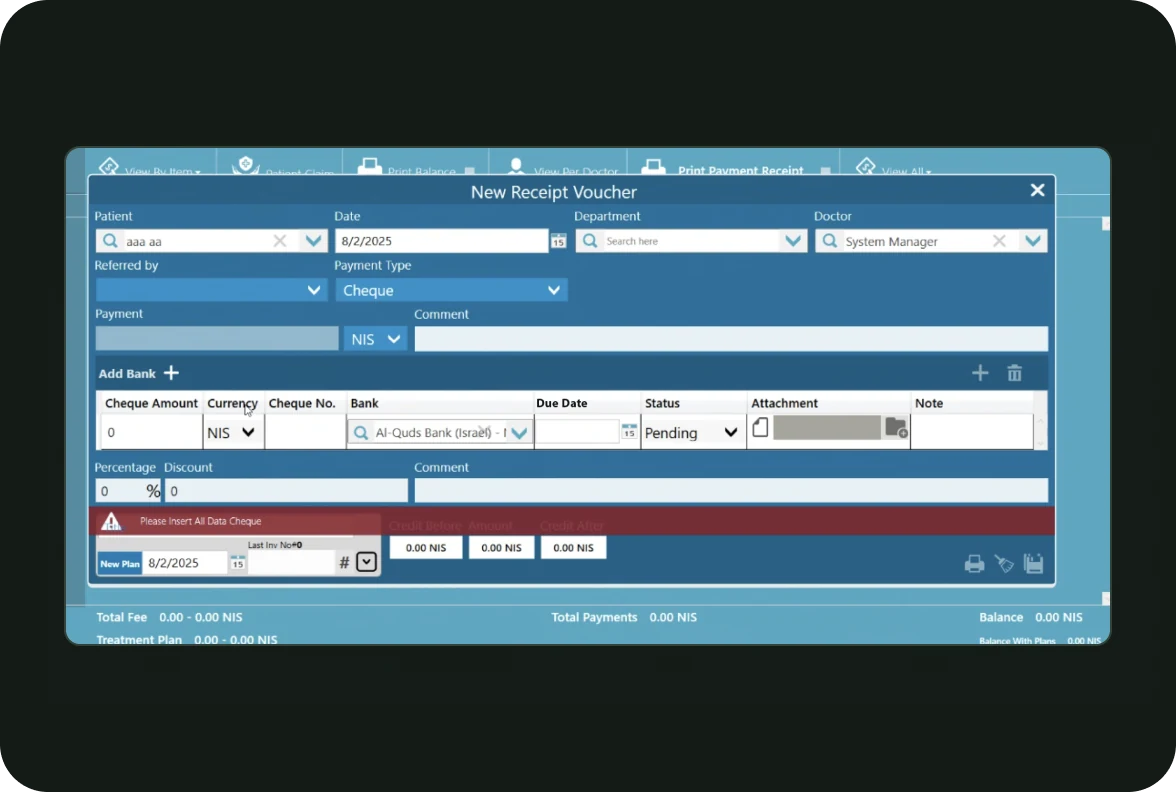 View By Item
Patient Claim
Print Balance
View Per Doctor
Print Payment Receipt
View All
New Receipt Voucher
Patient
Date
Department
Doctor
aaa aa
8/2/2025
15
Search here
System Manager
Referred by
Payment Type
Cheque
Payment
Comment
NIS
Add Bank
Cheque Amount Currency Cheque No. Bank Due Date Status Attachment Note
0 NIS Al-Quds Bank (Israel) - 15 Pending
Percentage Discount Comment
0 % 0
Please Insert All Data Cheque
Credit Before Amount Credit After
Last Inv No#0
0.00 NIS 0.00 NIS 0.00 NIS
New Plan 8/2/2025 15 #
Total Fee 0.00 - 0.00 NIS Total Payments 0.00 NIS Balance 0.00 NIS
Treatment Plan 0.00 - 0.00 NIS Balance With Plans 0.00 NIS